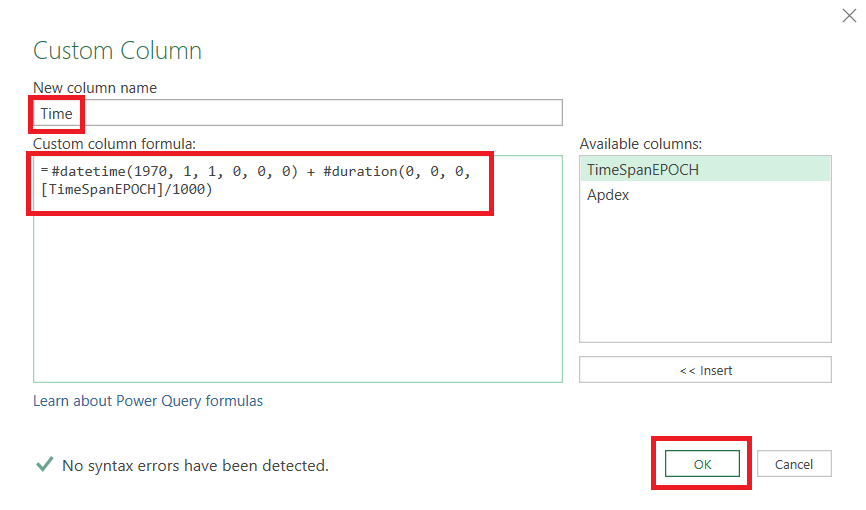 Custom Column
New column name
Time
Custom column formula:
= #datetime(1970, 1, 1, 0, 0, 0) + #duration(0, 0, 0,
[TimeSpanEPOCH]/1000)
Available columns:
TimeSpanEPOCH
Apdex
<< Insert
Learn about Power Query formulas
No syntax errors have been detected.
OK
Cancel